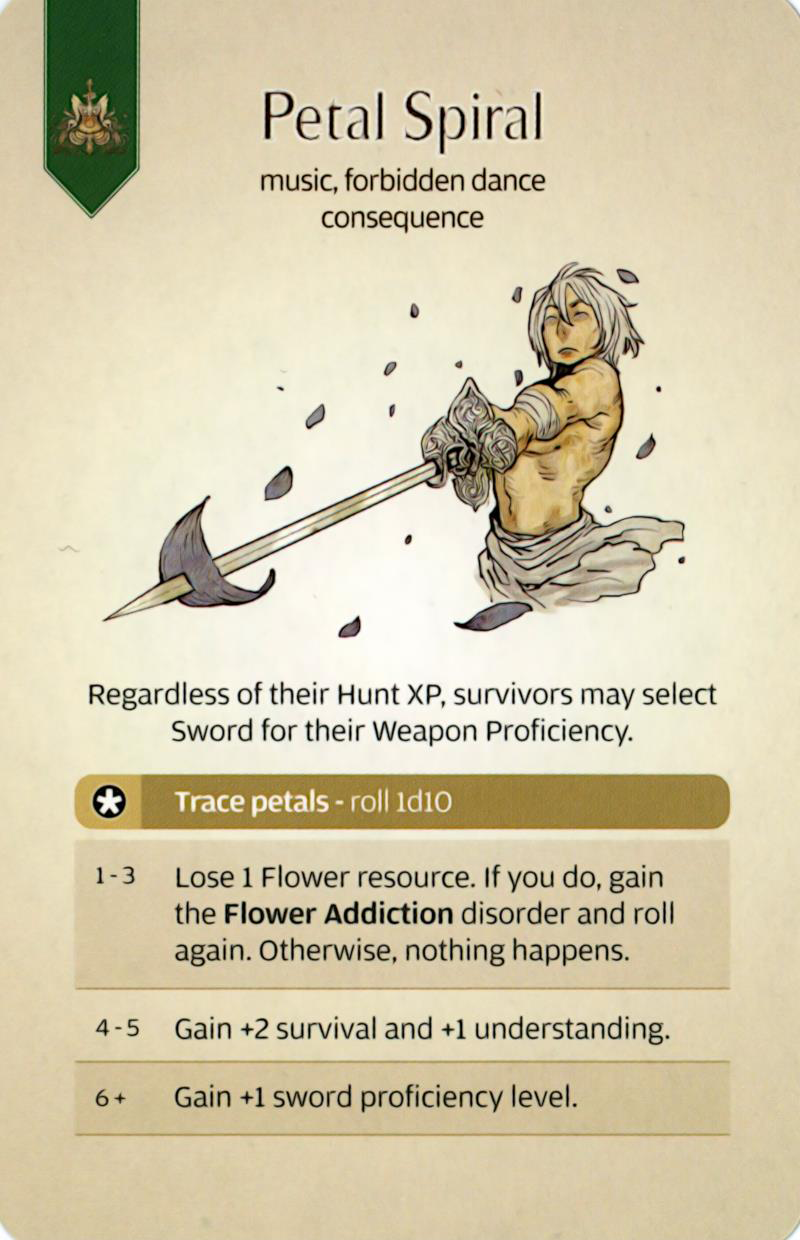 Petal Spiral
music, forbidden dance
consequence
Regardless of their Hunt XP, survivors may select
Sword for their Weapon Proficiency.
Trace petals - roll 1d10
1-3 Lose 1 Flower resource. If you do, gain
the Flower Addiction disorder and roll
again. Otherwise, nothing happens.
4-5 Gain +2 survival and +1 understanding.
6+ Gain +1 sword proficiency level.